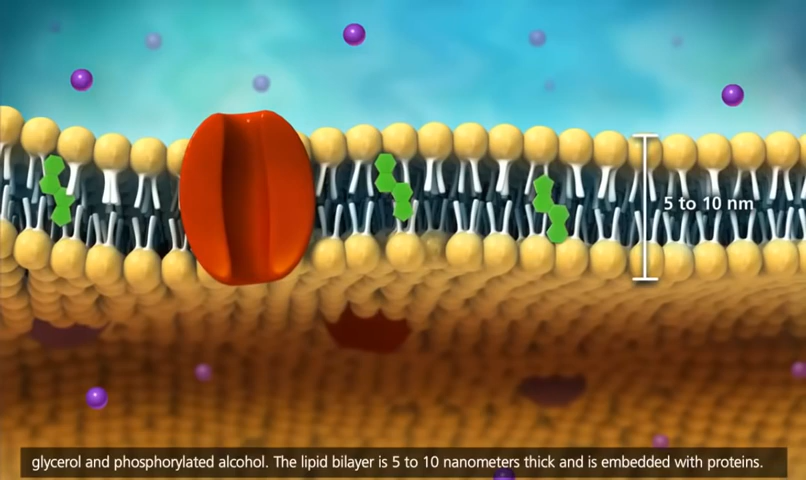 5 to 10 nm
glycerol and phosphorylated alcohol. The lipid bilayer is 5 to 10 nanometers thick and is embedded with proteins.